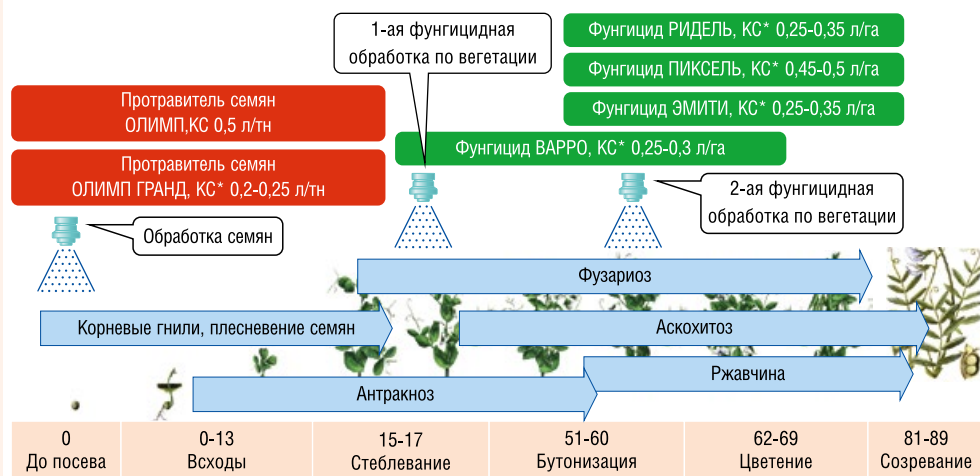 1-ая фунгицидная
обработка по вегетации
Фунгицид РИДЕЛЬ, КС* 0,25-0,35 л/га
Фунгицид ПИКСЕЛЬ, КС* 0,45-0,5 л/га
Фунгицид ЭМИТИ, КС* 0,25-0,35 л/га
Протравитель семян
ОЛИМП,КС 0,5 л/тн
Фунгицид ВАРРО, КС* 0,25-0,3 л/га
Протравитель семян
ОЛИМП ГРАНД, КС* 0,2-0,25 л/тн
2-ая фунгицидная
обработка по вегетации
Обработка семян
Фузариоз
Корневые гнили, плесневение семян
Аскохитоз
Антракноз
Ржавчина
0
До посева
0-13
Всходы
15-17
Стеблевание
51-60
Бутонизация
62-69
Цветение
81-89
Созревание